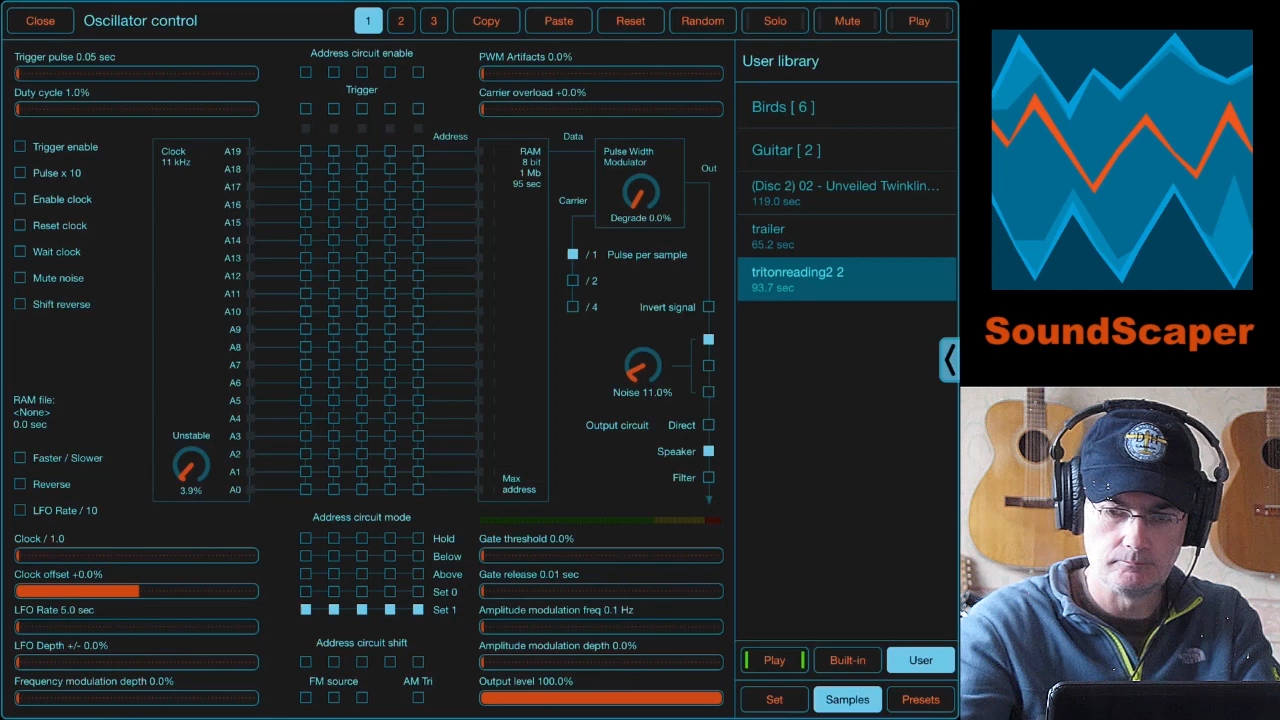 Close
Oscillator control
1
2
3
Copy
Paste
Reset
Random
Solo
Mute
Play
Trigger pulse 0.05 sec
Duty cycle 1.0%
Address circuit enable
Trigger
PWM Artifacts 0.0%
Carrier overload +0.0%
Trigger enable
Pulse x 10
Enable clock
Reset clock
Wait clock
Mute noise
Shift reverse
RAM file:
<None>
0.0 sec
Faster / Slower
Reverse
LFO Rate / 10
Clock
11 kHz
A19
A18
A17
A16
A15
A14
A13
A12
A11
A10
A9
A8
A7
A6
A5
A4
A3
A2
A1
A0
Unstable
3.9%
Address
RAM
8 bit
1 Mb
95 sec
Max
address
Data
Pulse Width
Modulator
Degrade 0.0%
Out
Carrier
/ 1 Pulse per sample
/ 2
/ 4
Invert signal
Noise 11.0%
Output circuit
Direct
Speaker
Filter
Clock / 1.0
Clock offset +0.0%
LFO Rate 5.0 sec
LFO Depth +/- 0.0%
Frequency modulation depth 0.0%
Address circuit mode
Hold
Below
Above
Set 0
Set 1
Address circuit shift
FM source
AM Tri
Gate threshold 0.0%
Gate release 0.01 sec
Amplitude modulation freq 0.1 Hz
Amplitude modulation depth 0.0%
Output level 100.0%
User library
Birds [ 6 ]
Guitar [ 2 ]
(Disc 2) 02 - Unveiled Twinklin...
119.0 sec
trailer
65.2 sec
tritonreading2 2
93.7 sec
Play
Built-in
User
Set
Samples
Presets
SoundScaper